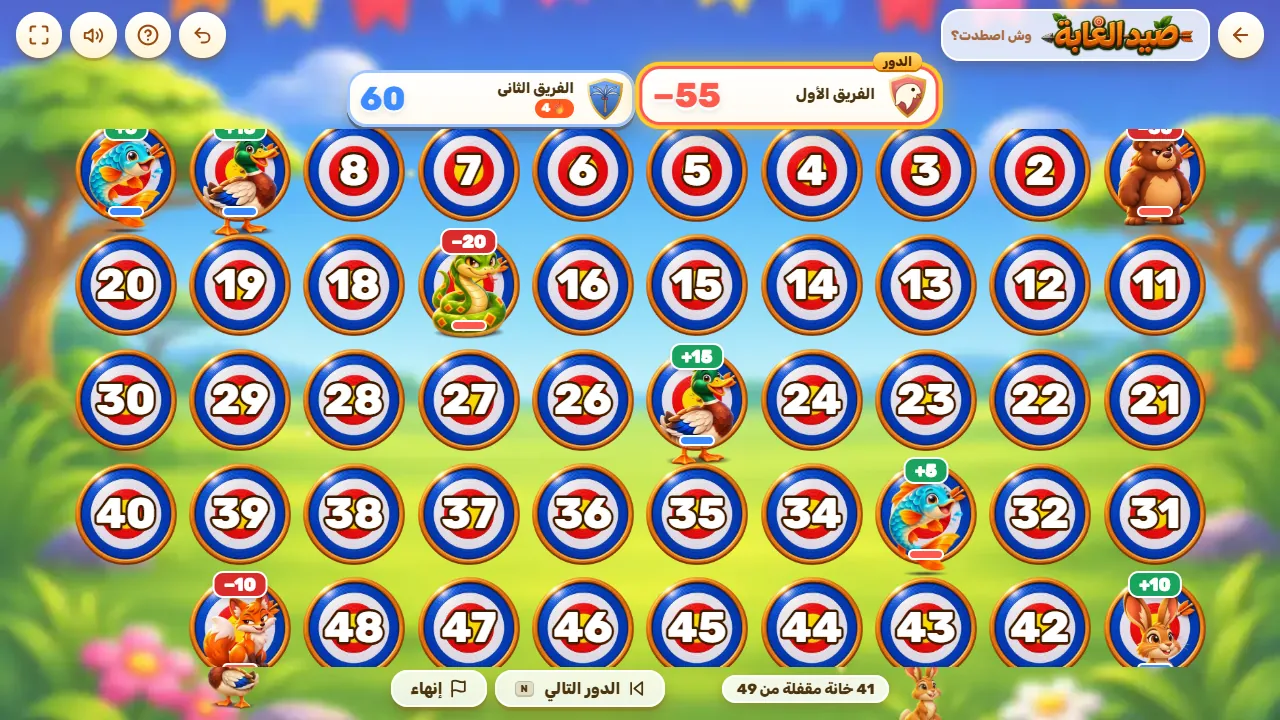 صيد الغابة
وش اصطدت؟
الدور
الفريق الأول
−55
الفريق الثاني
4
60
2 3 4 5 6 7 8
11 12 13 14 15 16 −20 18 19 20
21 22 23 24 +15 26 27 28 29 30
31 32 +5 34 35 36 37 38 39 40
+10 42 43 44 45 46 47 48 −10
41 خانة مقفلة من 49
الدور التالي N
إنهاء